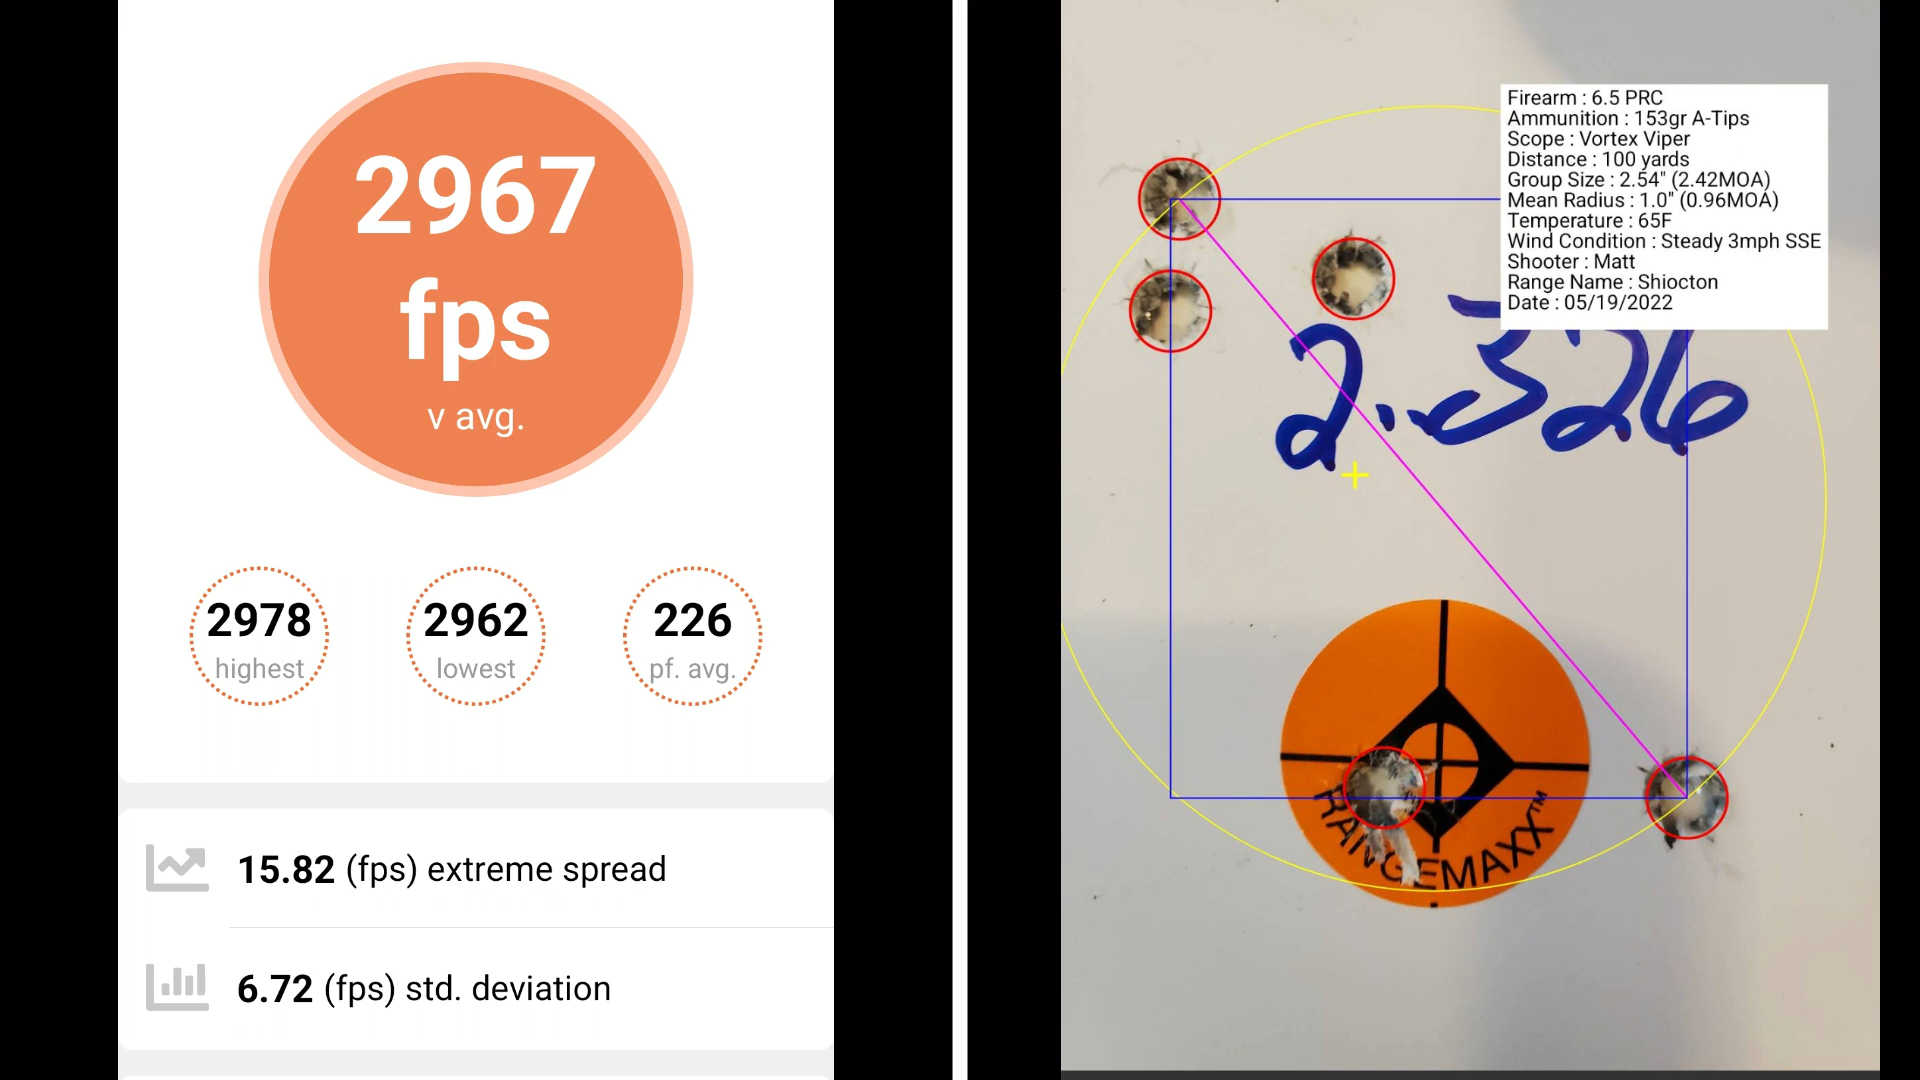 2967
fps
v avg.
2978
highest
2962
lowest
226
pf. avg.
15.82 (fps) extreme spread
6.72 (fps) std. deviation
Firearm : 6.5 PRC
Ammunition : 153gr A-Tips
Scope : Vortex Viper
Distance : 100 yards
Group Size : 2.54" (2.42MOA)
Mean Radius : 1.0" (0.96MOA)
Temperature : 65F
Wind Condition : Steady 3mph SSE
Shooter : Matt
Range Name : Shiocton
Date : 05/19/2022
2.526
RANGEMAXX™